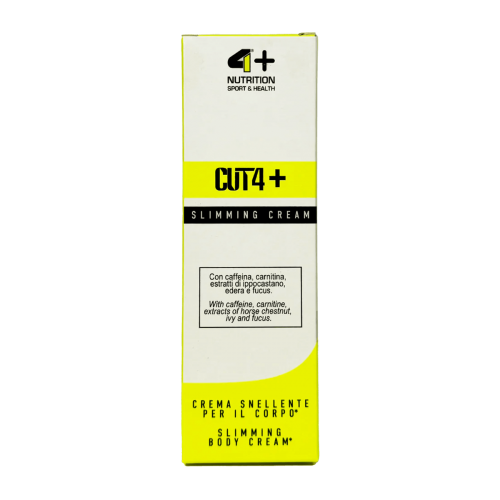 4+
NUTRITION
SPORT & HEALTH
CUT4+
SLIMMING CREAM
Con caffeina, carnitina,
estratti di ippocastano,
edera e fucus.
With caffeine, carnitine,
extracts of horse chestnut,
ivy and fucus.
CREMA SNELLENTE
PER IL CORPO*
SLIMMING
BODY CREAM*